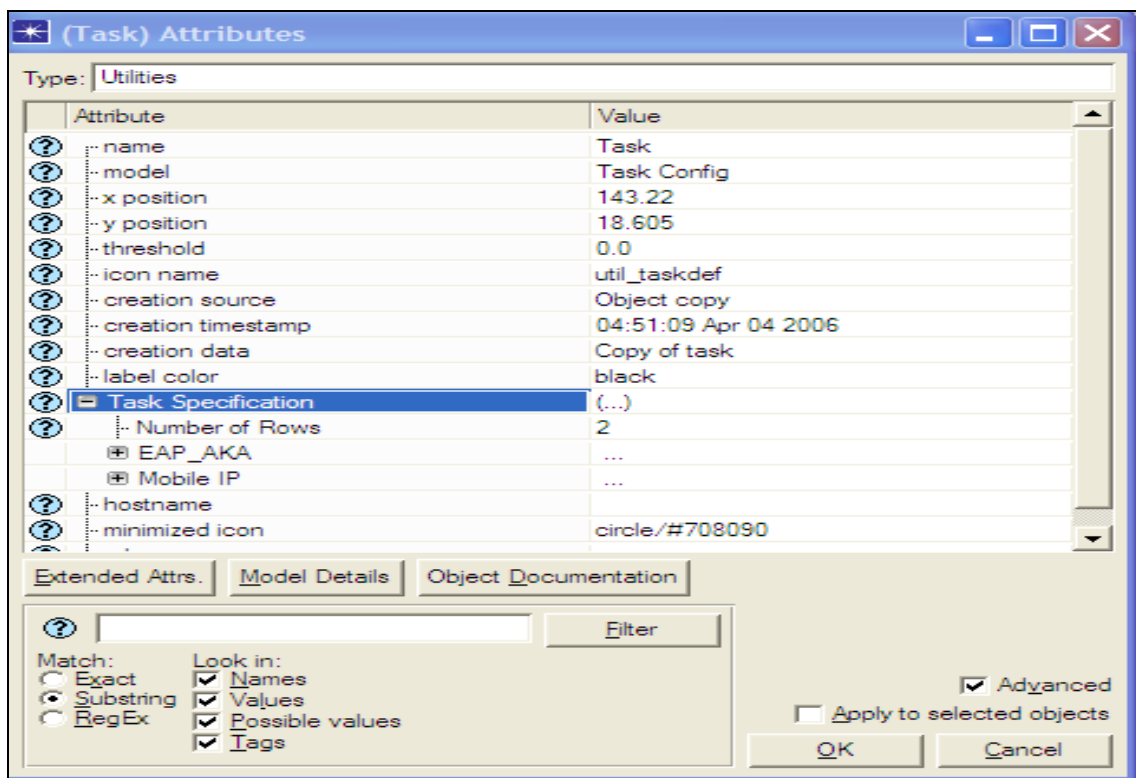 (Task) Attributes
Type: Utilities
Attribute Value
name Task
model Task Config
x position 143.22
y position 18.605
threshold 0.0
icon name util_taskdef
creation source Object copy
creation timestamp 04:51:09 Apr 04 2006
creation data Copy of task
label color black
Task Specification (...)
Number of Rows 2
EAP_AKA ...
Mobile IP ...
hostname
minimized icon circle/#708090
Extended Attrs. Model Details Object Documentation
Filter
Match: Look in:
Exact Names
Substring Values
RegEx Possible values
Tags
Advanced
Apply to selected objects
OK Cancel